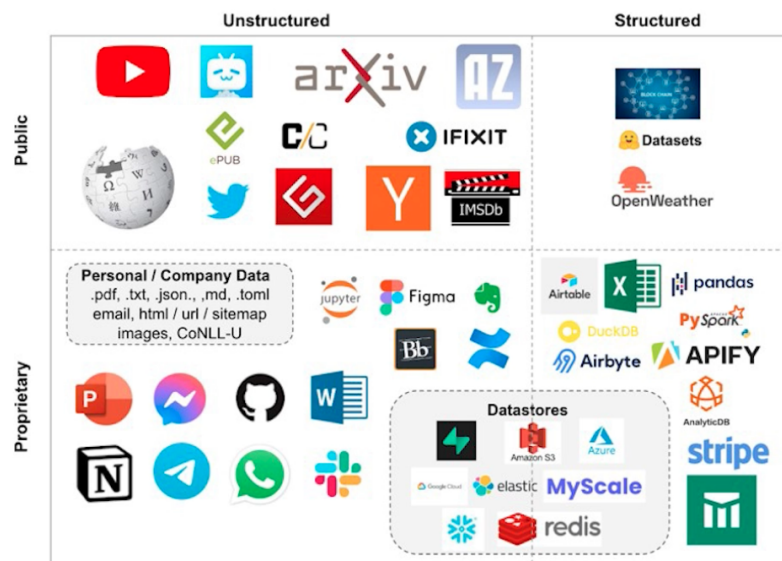 Unstructured
Structured
Public
arXiv
AZ
BLOCK CHAIN
ePUB
C/C
IFIXIT
Datasets
Ω W И
Y
IMSDb
OpenWeather
Proprietary
Personal / Company Data
.pdf, .txt, .json., ,md, .toml
email, html / url / sitemap
images, CoNLL-U
jupyter
Figma
Airtable
X
pandas
Bb
DuckDB
PySpark
Airbyte
APIFY
P
W
AnalyticDB
Datastores
Amazon S3
Azure
stripe
N
Google Cloud
elastic
MyScale
redis